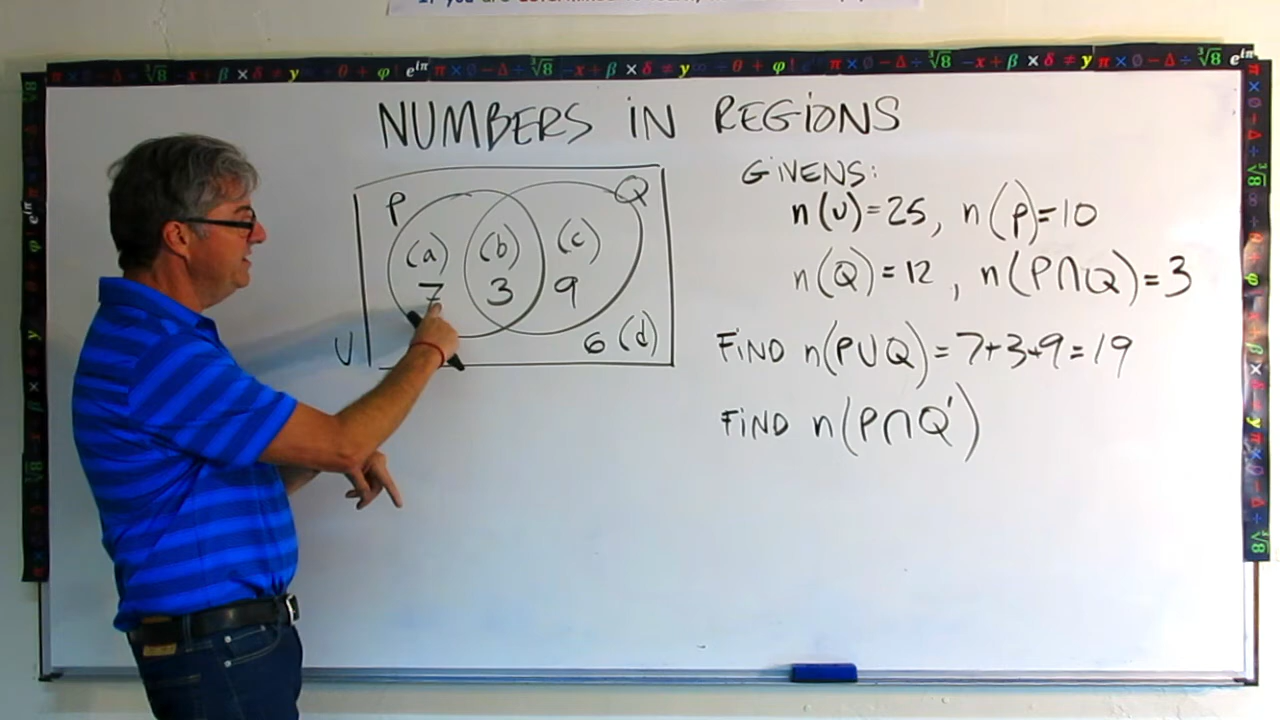 NUMBERS IN REGIONS
P
Q
(a) (b) (c)
7 3 9
6 (d)
U
GIVENS:
n(U)=25, n(P)=10
n(Q)=12, n(P∩Q)=3
FIND n(P∪Q)=7+3+9=19
FIND n(P∩Q')